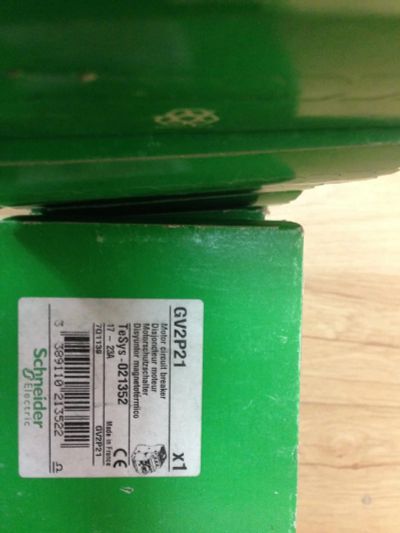 GV2P21 x1
Motor circuit breaker
Disjoncteur moteur
Motorschutzschalter
Disyuntor magnetotérmico
TeSys - 021352
17 - 23A
Made in France
701139 GV2P21
3 389110 213522
Schneider
Electric
CE